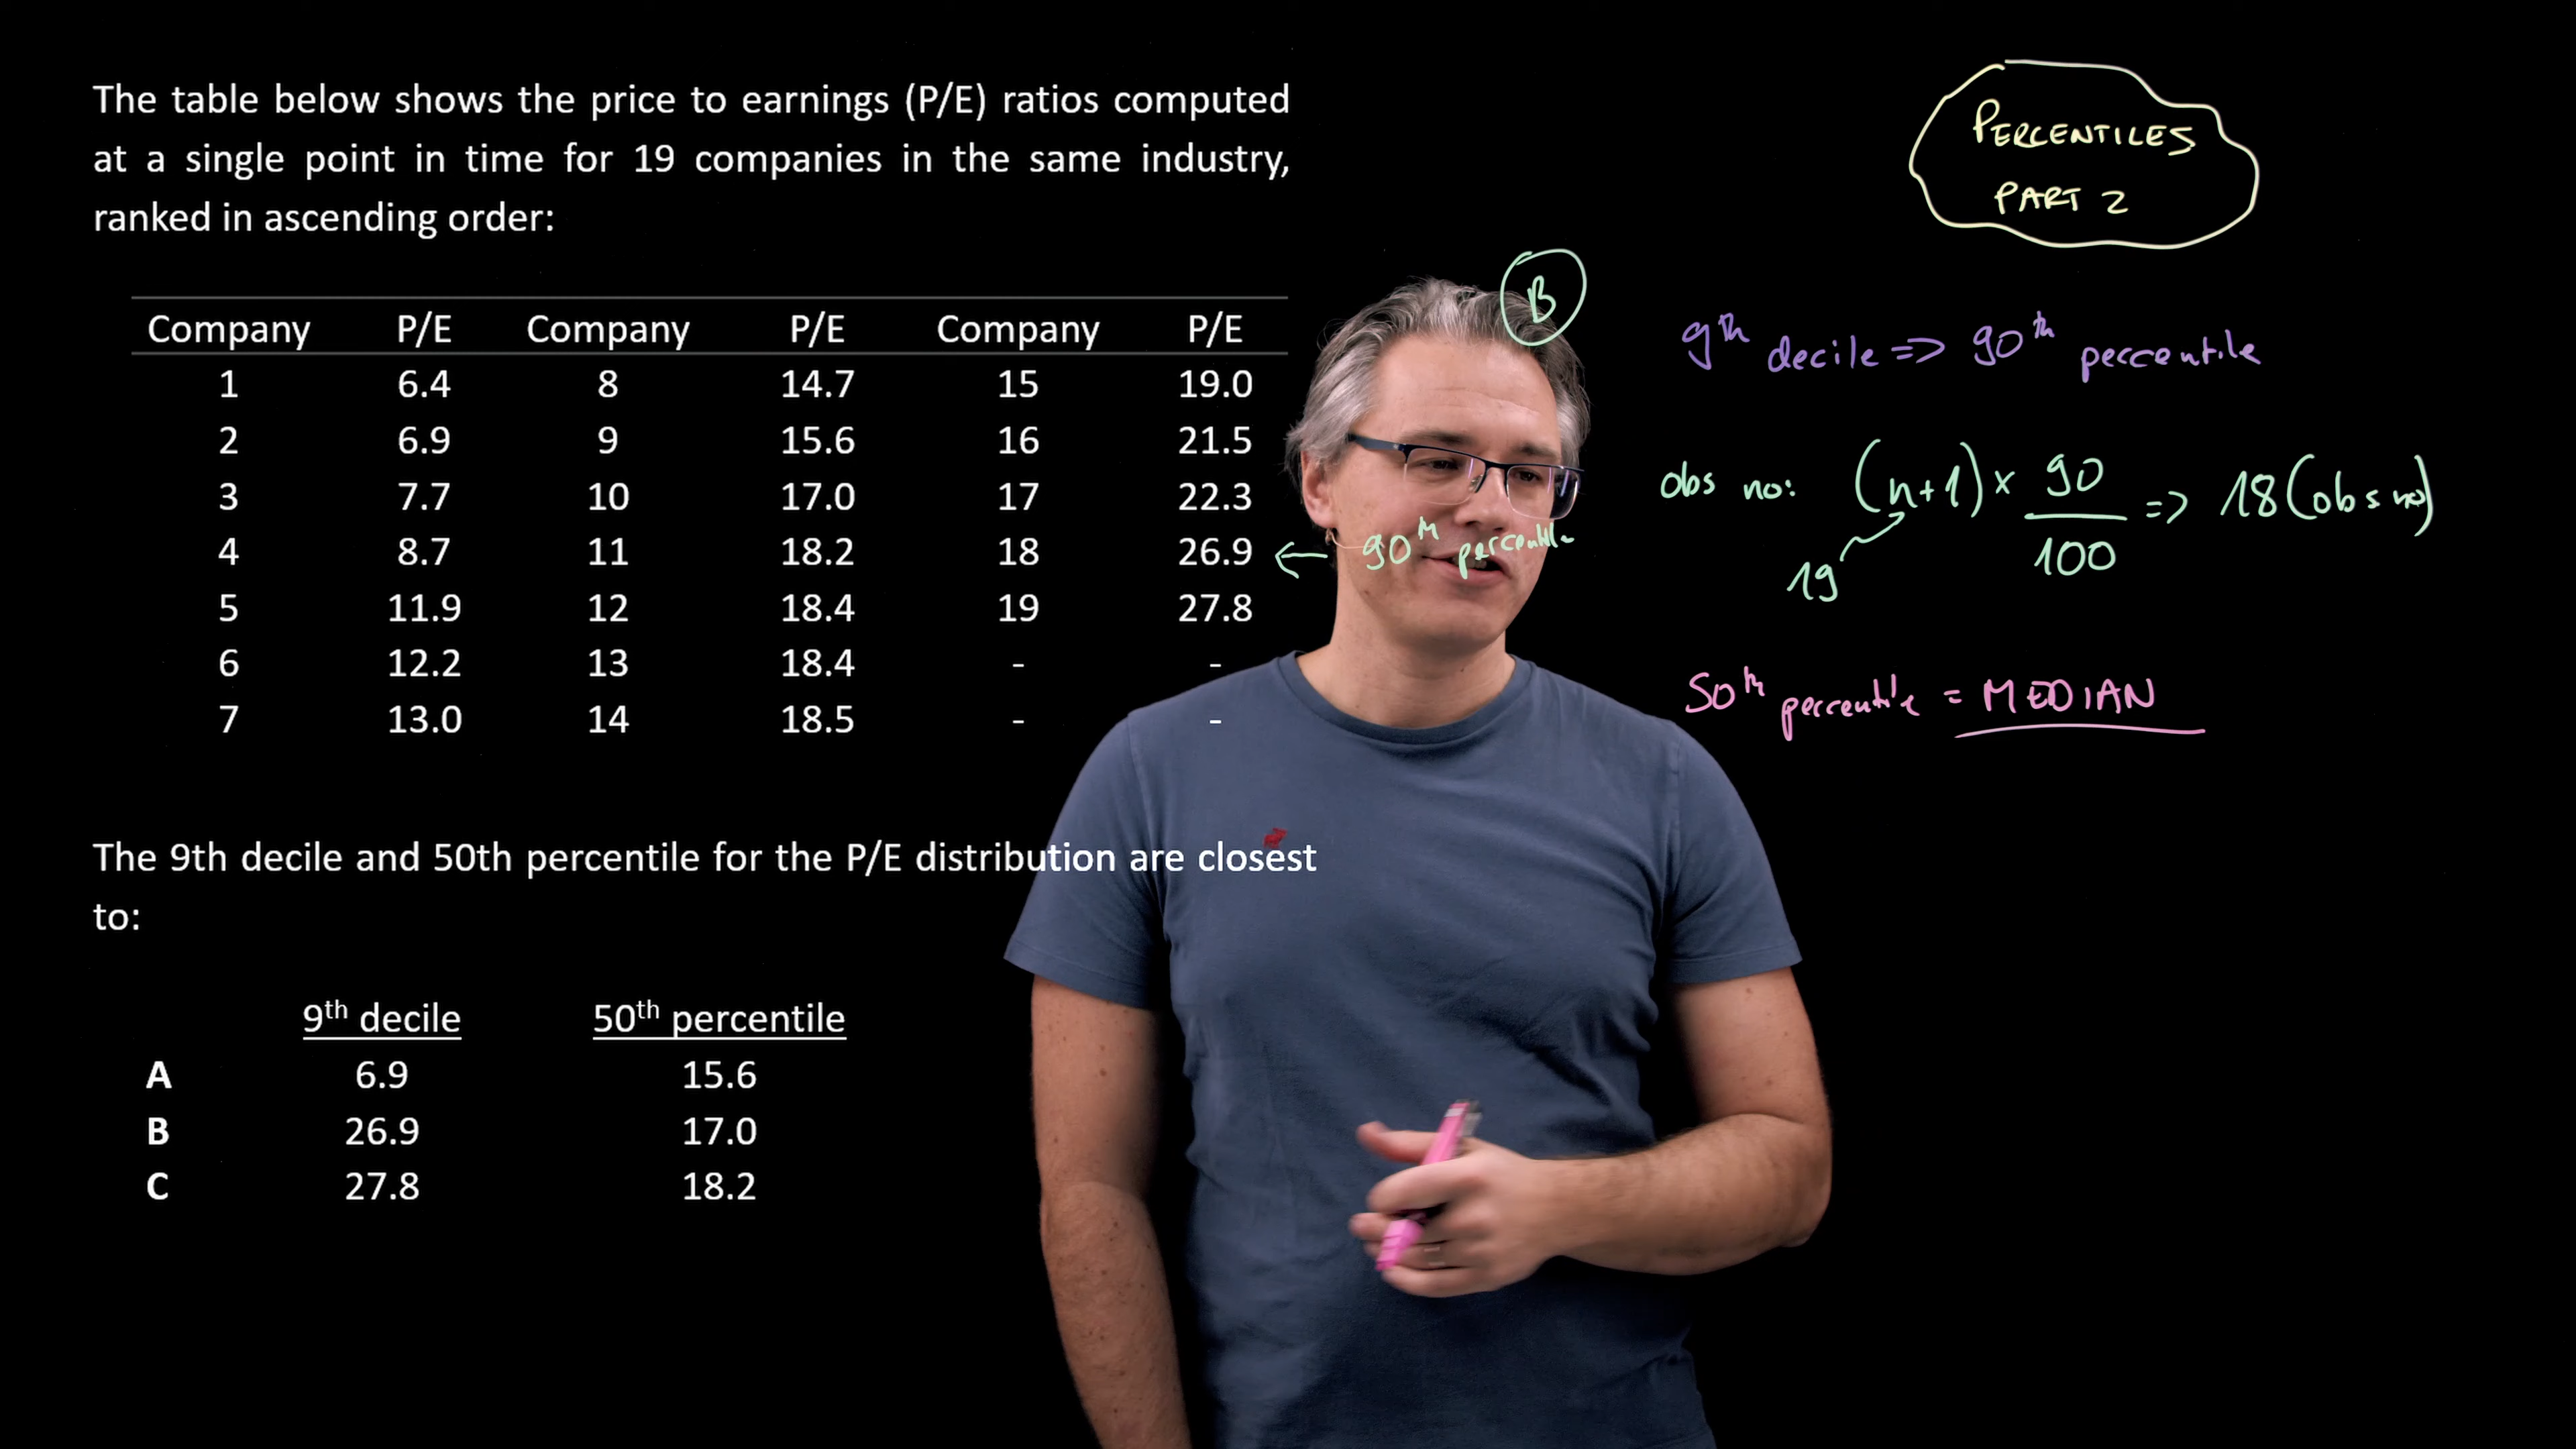 The table below shows the price to earnings (P/E) ratios computed
at a single point in time for 19 companies in the same industry,
ranked in ascending order:
Company P/E Company P/E Company P/E
1 6.4 8 14.7 15 19.0
2 6.9 9 15.6 16 21.5
3 7.7 10 17.0 17 22.3
4 8.7 11 18.2 18 26.9
5 11.9 12 18.4 19 27.8
6 12.2 13 18.4 - -
7 13.0 14 18.5 - -
The 9th decile and 50th percentile for the P/E distribution are closest
to:
9th decile 50th percentile
A 6.9 15.6
B 26.9 17.0
C 27.8 18.2
B
← 90th percentile
PERCENTILES
PART 2
9th decile => 90th percentile
obs no: (n+1) × 90/100 => 18 (obs no)
19
50th percentile = MEDIAN